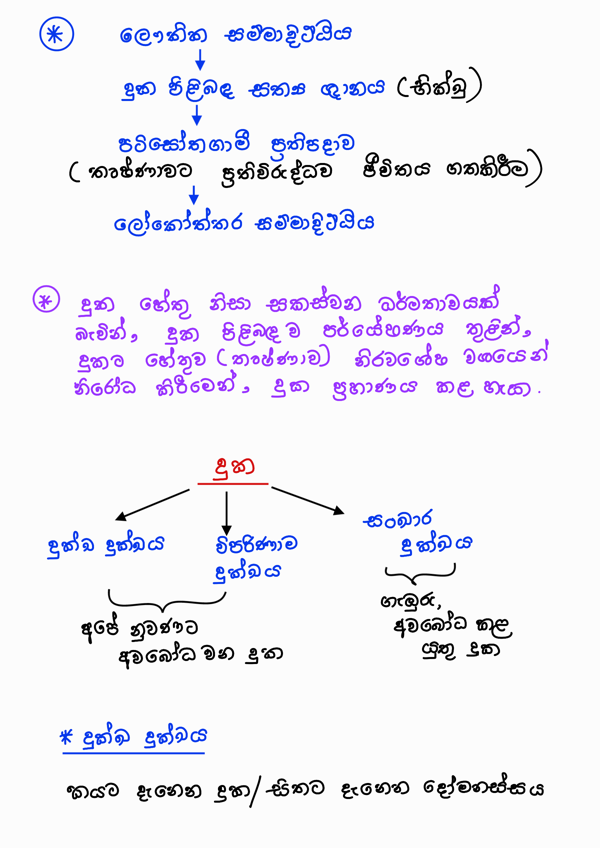 * ලෞකික සම්මාදිට්ඨිය
දුක පිළිබඳ සත්‍ය ඥානය (භික්ඛු)
පටිසෝතගාමී ප්‍රතිපදාව
(තෘෂ්ණාවට ප්‍රතිවිරුද්ධව ජීවිතය ගතකිරීම)
ලෝකෝත්තර සම්මාදිට්ඨිය
* දුක හේතු නිසා සකස්වන ධර්මතාවයක්
බැවින්, දුක පිළිබඳ ව පර්යේෂණය තුළින්,
දුකට හේතුව (තෘෂ්ණාව) නිරවශේෂ වශයෙන්
නිරෝධ කිරීමෙන්, දුක ප්‍රහාණය කළ හැක.
දුක
දුක්ඛ දුක්ඛය
විපරිණාම
දුක්ඛය
සංඛාර
දුක්ඛය
අපේ නුවණට
අවබෝධ වන දුක
ගැඹුරු,
අවබෝධ කළ
යුතු දුක
* දුක්ඛ දුක්ඛය
කයට දැනෙන දුක/සිතට දැනෙන දෝමනස්සය